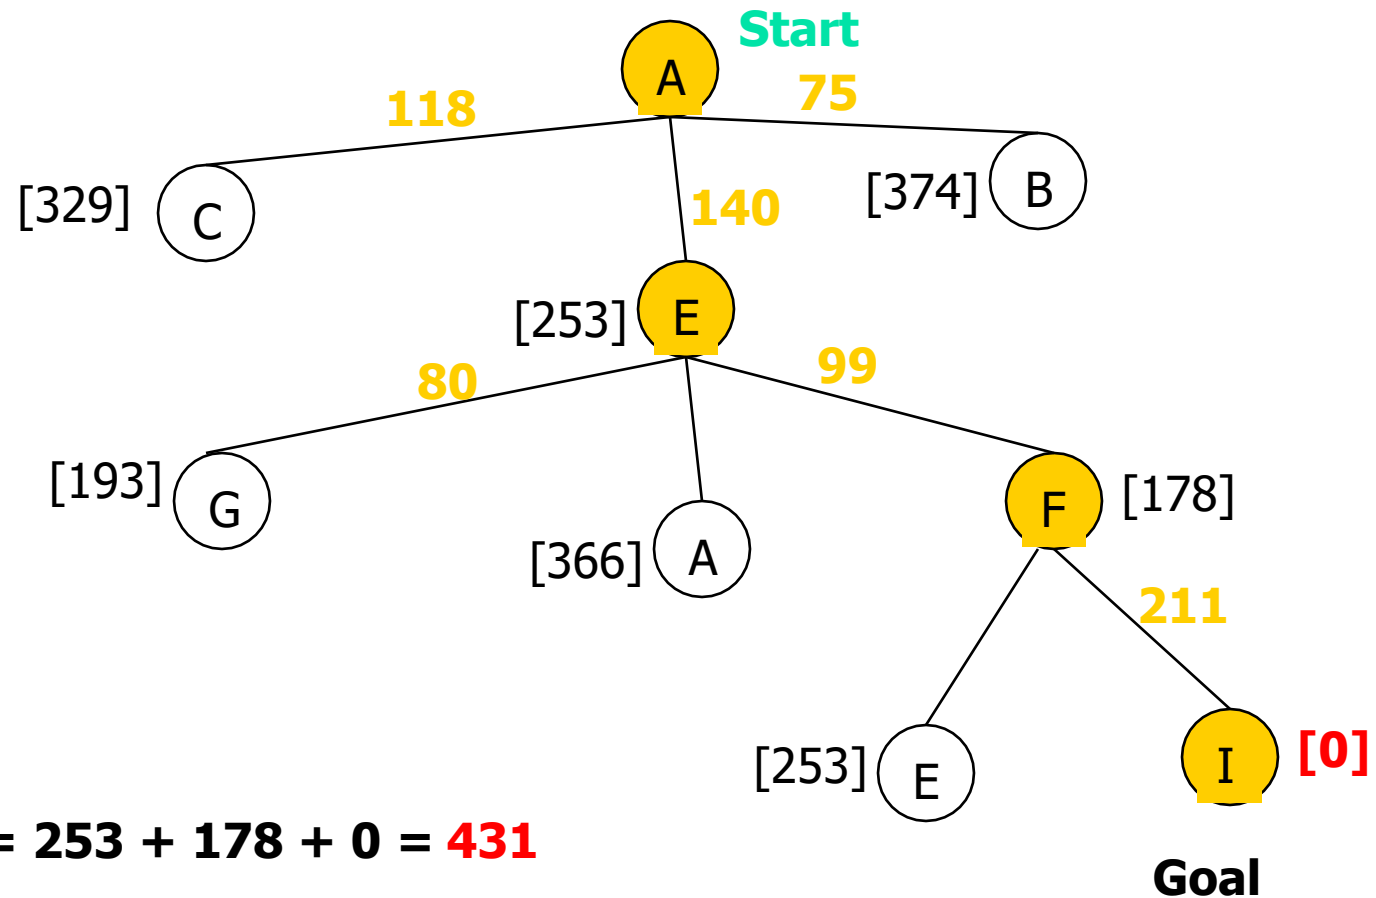 Start
A
118
75
[329]
C
140
[374]
B
[253]
E
80
99
[193]
G
[366]
A
F
[178]
211
[253]
E
I
[0]
= 253 + 178 + 0 = 431
Goal